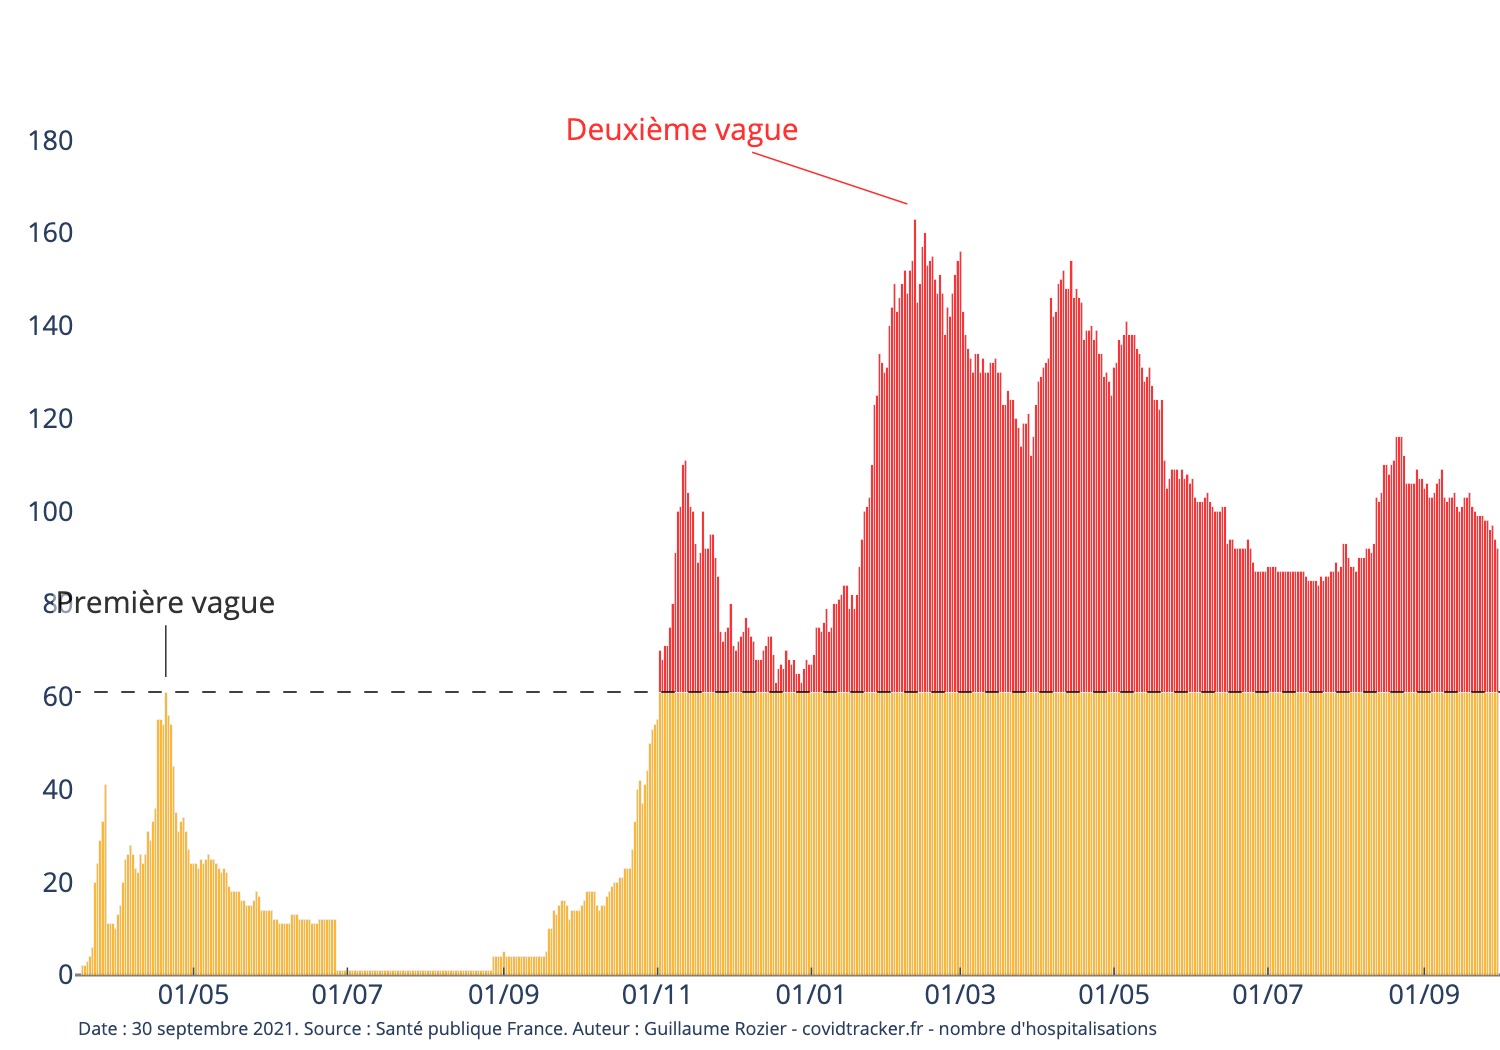 Deuxième vague
180
160
140
120
100
80
Première vague
60
40
20
0
01/05 01/07 01/09 01/11 01/01 01/03 01/05 01/07 01/09
Date : 30 septembre 2021. Source : Santé publique France. Auteur : Guillaume Rozier - covidtracker.fr - nombre d'hospitalisations